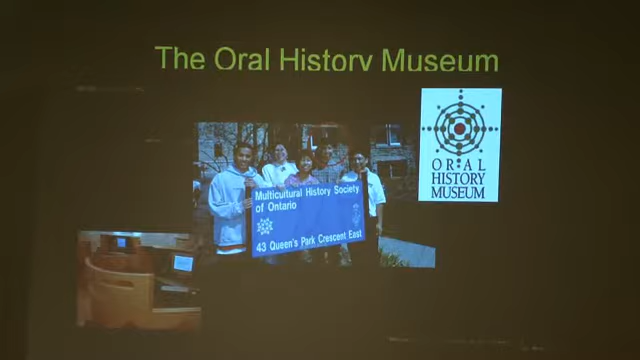 The Oral History Museum
ORAL
HISTORY
MUSEUM
Multicultural History Society
of Ontario
43 Queen's Park Crescent East